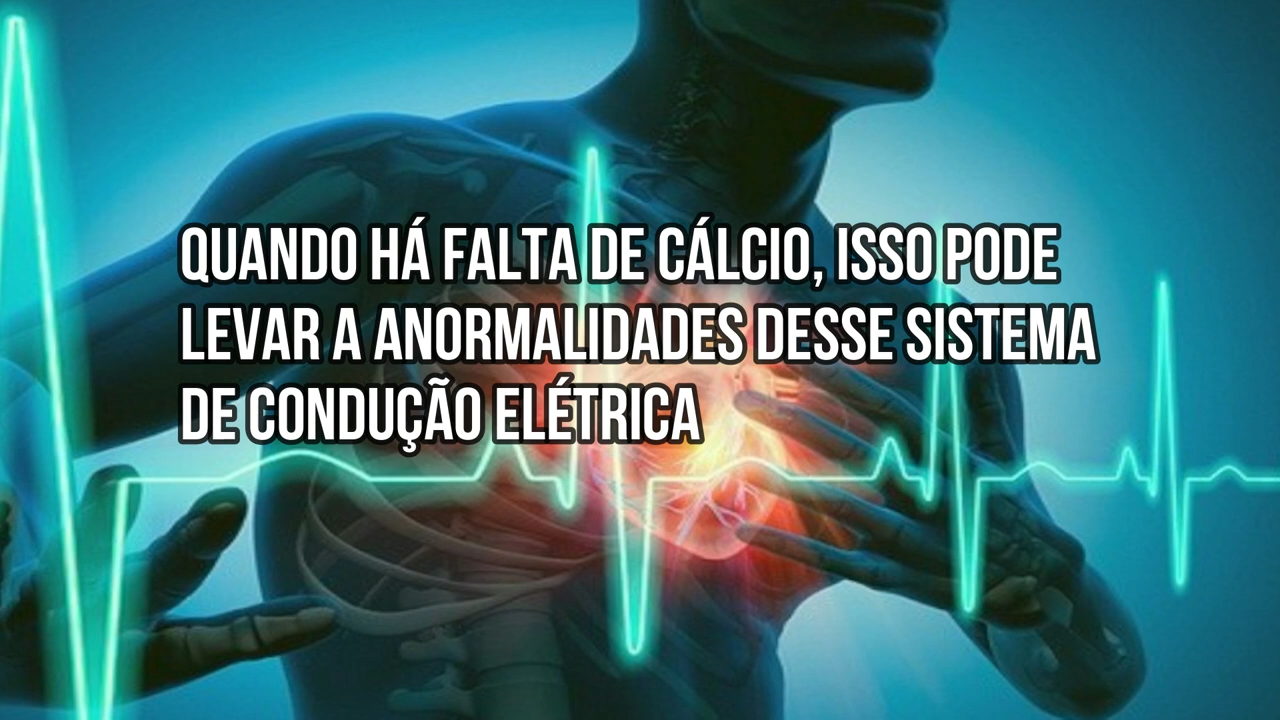 QUANDO HÁ FALTA DE CÁLCIO, ISSO PODE
LEVAR A ANORMALIDADES DESSE SISTEMA
DE CONDUÇÃO ELÉTRICA